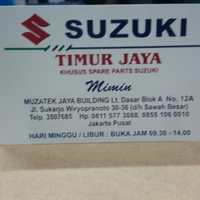 SUZUKI
TIMUR JAYA
KHUSUS SPARE PARTS SUZUKI
Mimin
MUZATEK JAYA BUILDING Lt. Dasar Blok A No. 12A
Jl. Sukarjo Wiryopranoto 30-36 (d/h Sawah Besar)
Telp. 3507685 Hp. 0811 577 3088, 0855 106 0010
Jakarta Pusat
HARI MINGGU / LIBUR : BUKA JAM 09.30 - 14.00